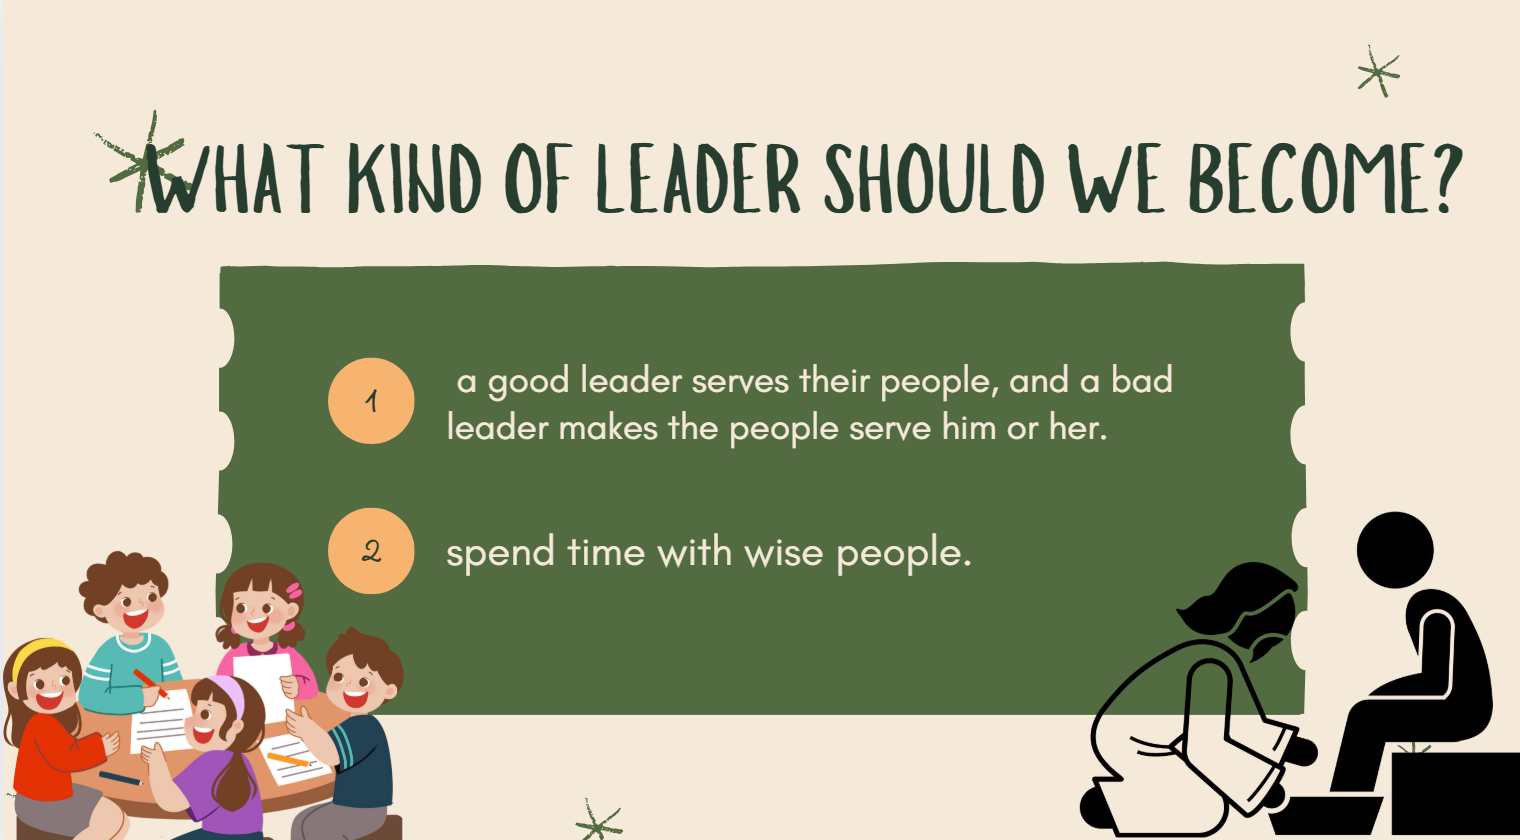 WHAT KIND OF LEADER SHOULD WE BECOME?
1
a good leader serves their people, and a bad
leader makes the people serve him or her.
2
spend time with wise people.